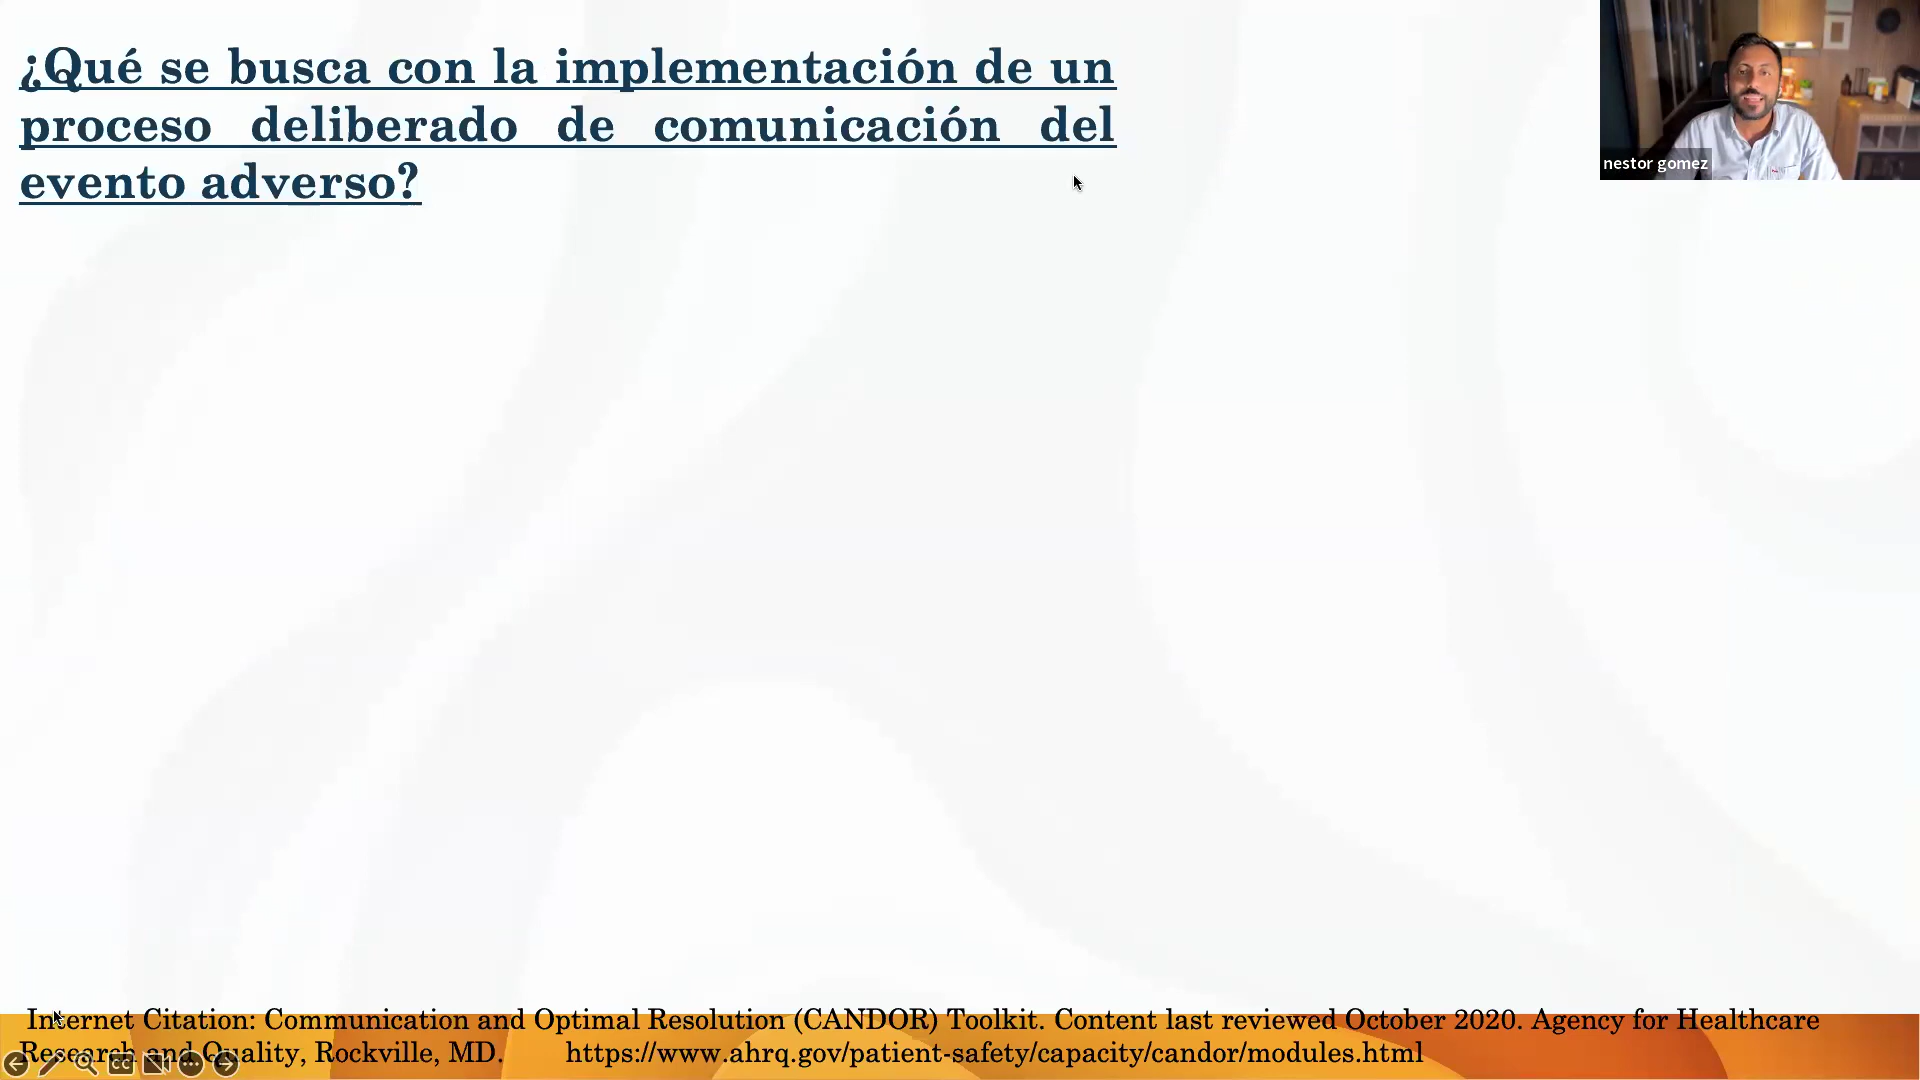 ¿Qué se busca con la implementación de un
proceso deliberado de comunicación del
evento adverso?
nestor gomez
Internet Citation: Communication and Optimal Resolution (CANDOR) Toolkit. Content last reviewed October 2020. Agency for Healthcare
Research and Quality, Rockville, MD. https://www.ahrq.gov/patient-safety/capacity/candor/modules.html
CC